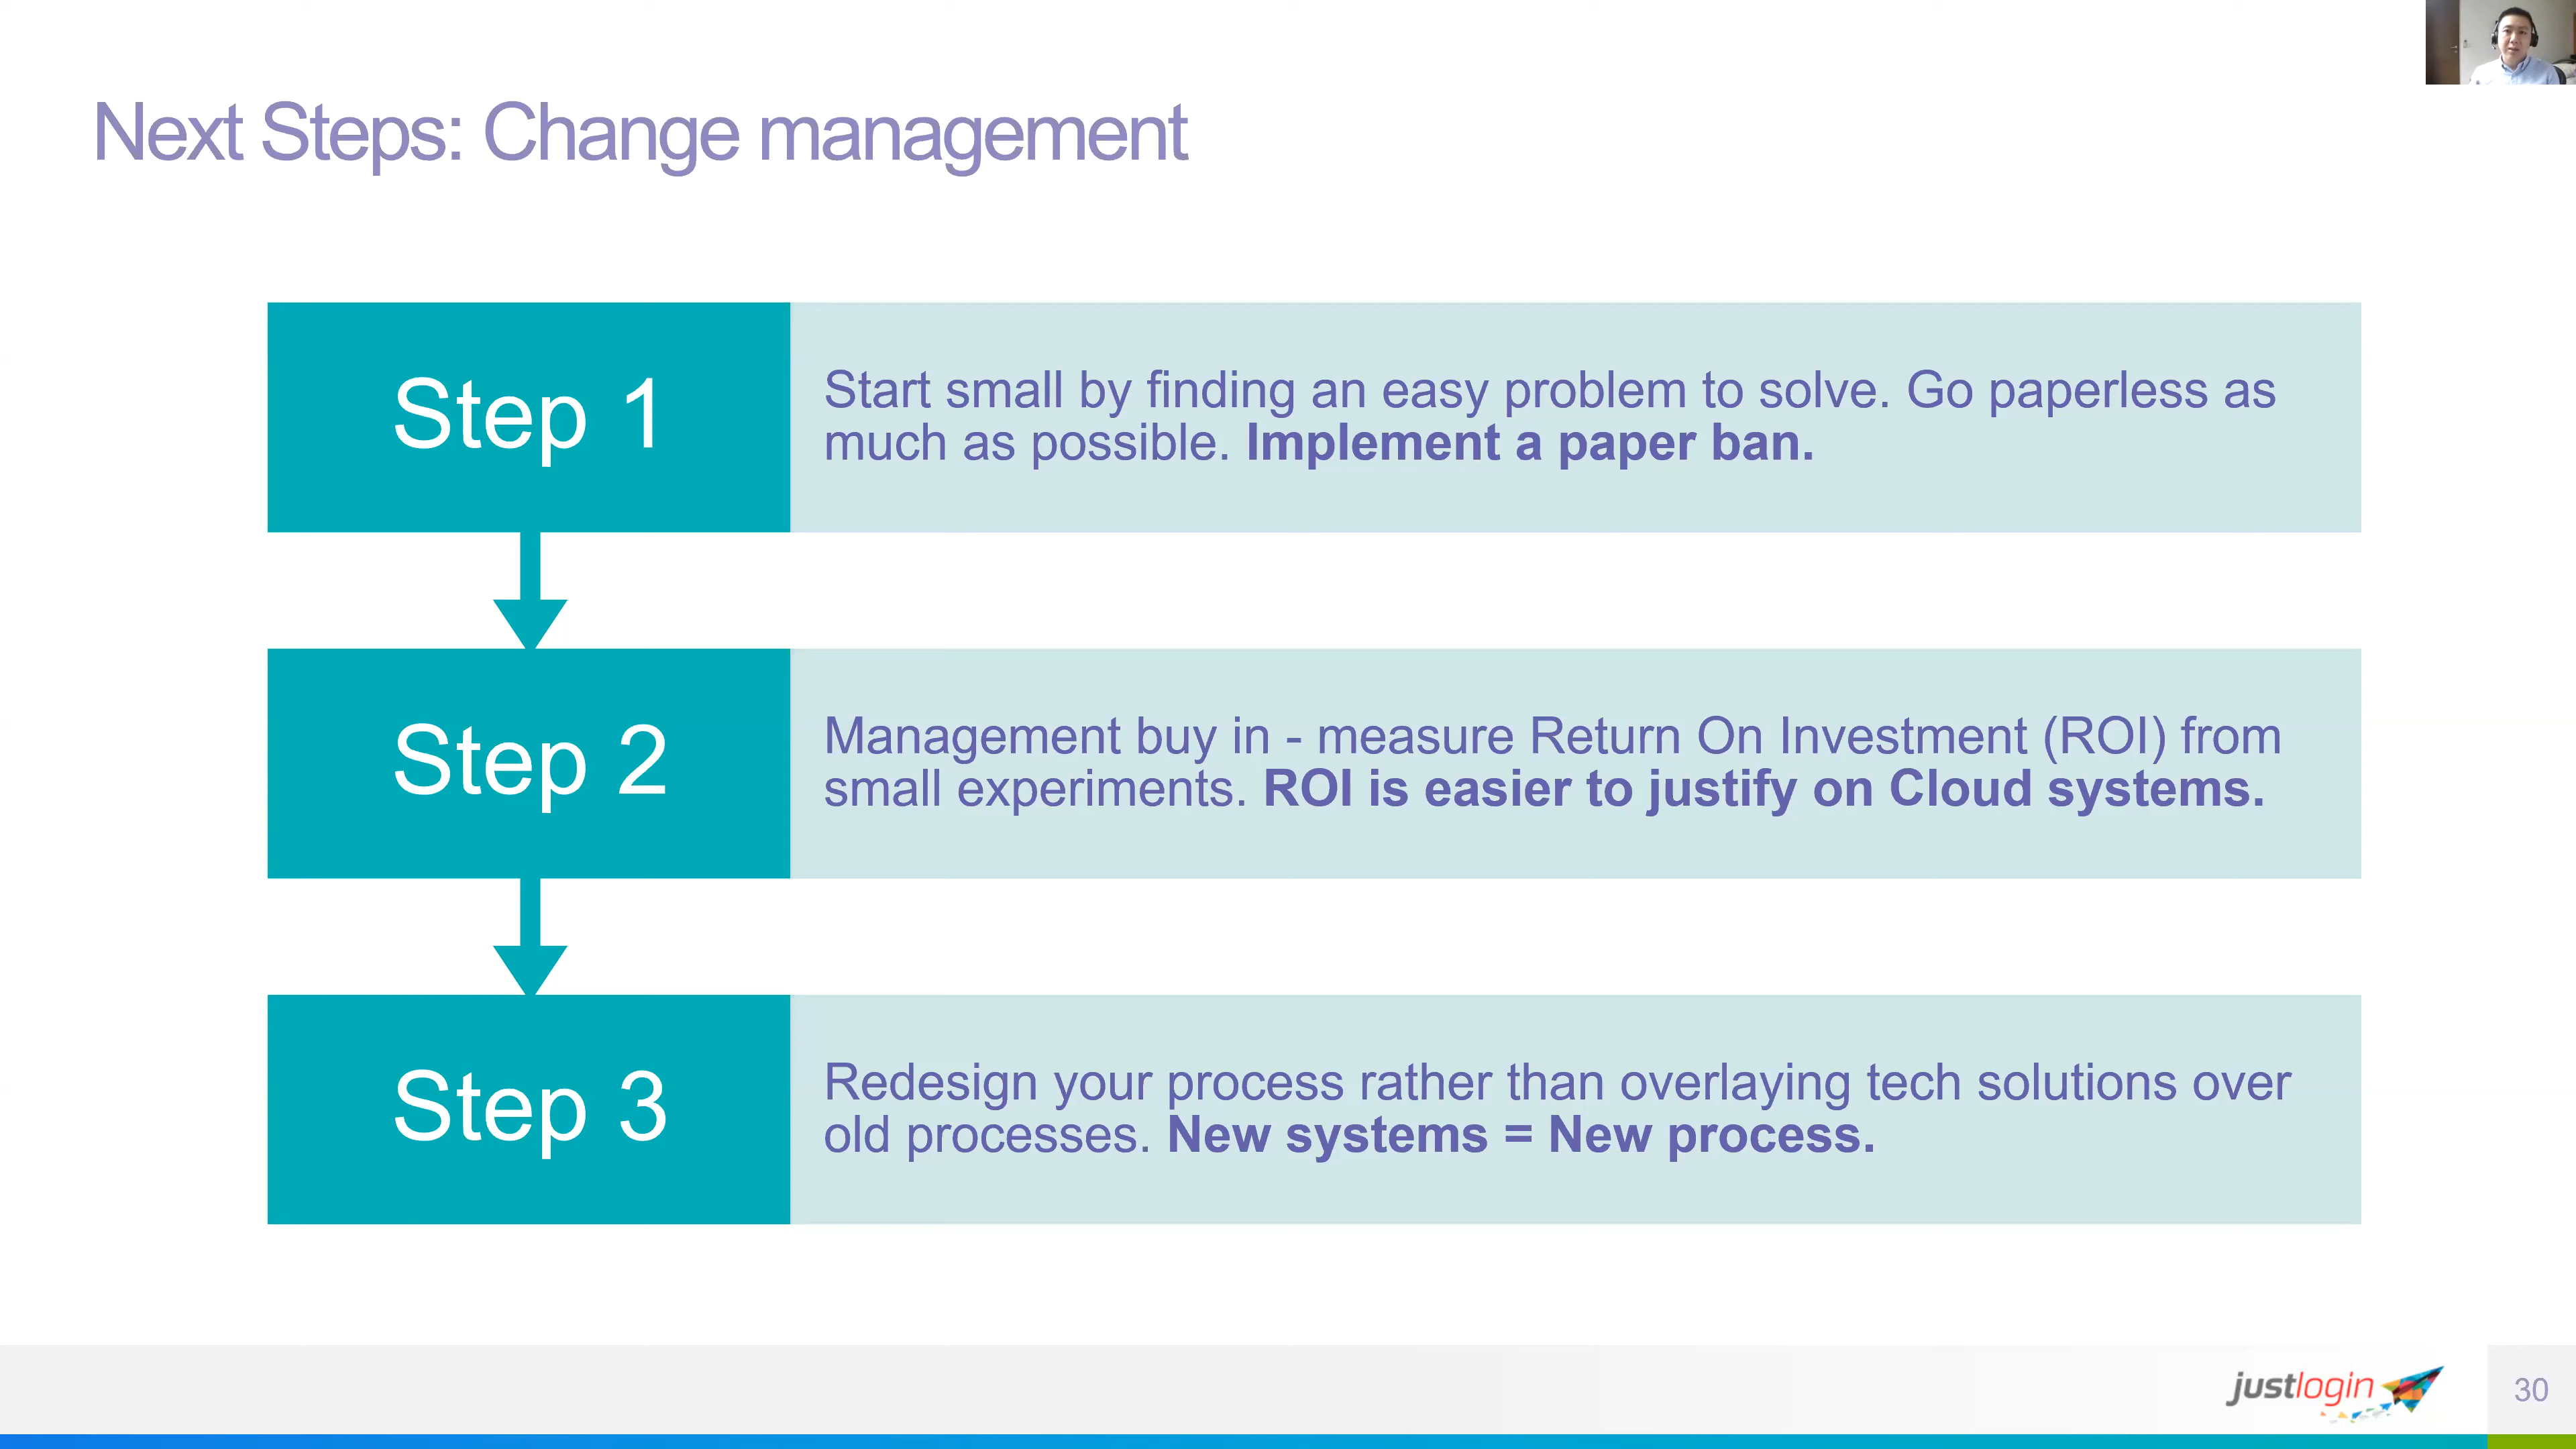 Next Steps: Change management
Step 1
Start small by finding an easy problem to solve. Go paperless as
much as possible. Implement a paper ban.
Step 2
Management buy in - measure Return On Investment (ROI) from
small experiments. ROI is easier to justify on Cloud systems.
Step 3
Redesign your process rather than overlaying tech solutions over
old processes. New systems = New process.
justlogin
30